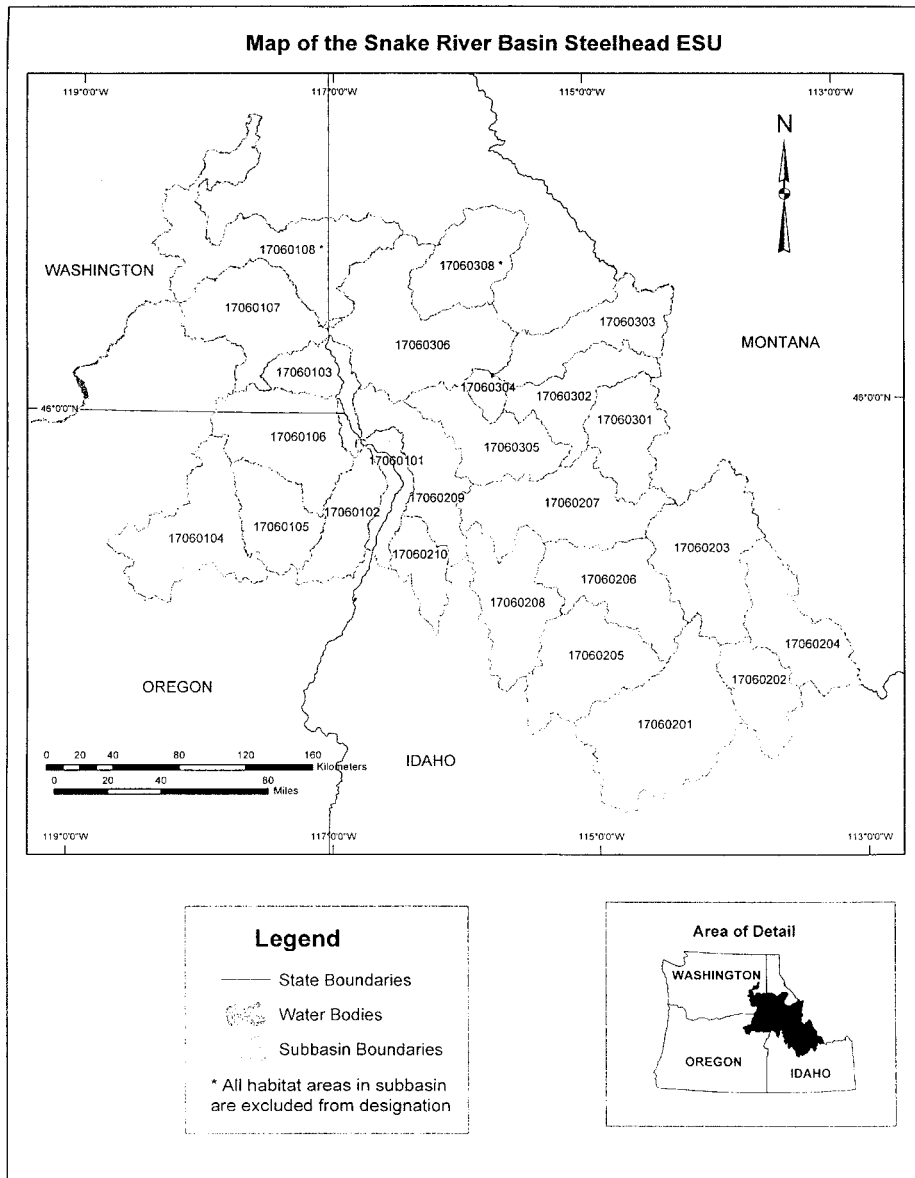 Map of the Snake River Basin Steelhead ESU
119°0'0"W 117°0'0"W 115°0'0"W 113°0'0"W
N
17060108 *
17060308 *
WASHINGTON
17060107
17060303
17060306
MONTANA
17060103
17060304
17060302
46°0'0"N 46°0'0"N
17060301
17060106
17060305
17060101
17060209
17060207
17060102
17060105
17060104
17060203
17060210
17060206
17060208
17060204
17060205
17060202
OREGON
17060201
IDAHO
0 20 40 80 120 160
Kilometers
0 20 40 80
Miles
119°0'0"W 117°0'0"W 115°0'0"W 113°0'0"W
Legend
State Boundaries
Water Bodies
Subbasin Boundaries
* All habitat areas in subbasin
are excluded from designation
Area of Detail
WASHINGTON
OREGON
IDAHO